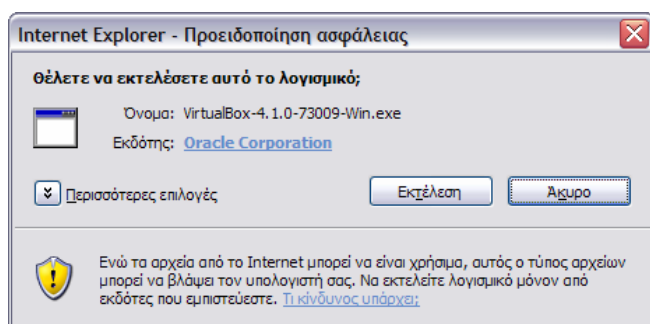 Internet Explorer - Προειδοποίηση ασφάλειας
Θέλετε να εκτελέσετε αυτό το λογισμικό;
Όνομα: VirtualBox-4.1.0-73009-Win.exe
Εκδότης: Oracle Corporation
Περισσότερες επιλογές
Εκτέλεση
Άκυρο
Ενώ τα αρχεία από το Internet μπορεί να είναι χρήσιμα, αυτός ο τύπος αρχείων
μπορεί να βλάψει τον υπολογιστή σας. Να εκτελείτε λογισμικό μόνον από
εκδότες που εμπιστεύεστε. Τι κίνδυνος υπάρχει;